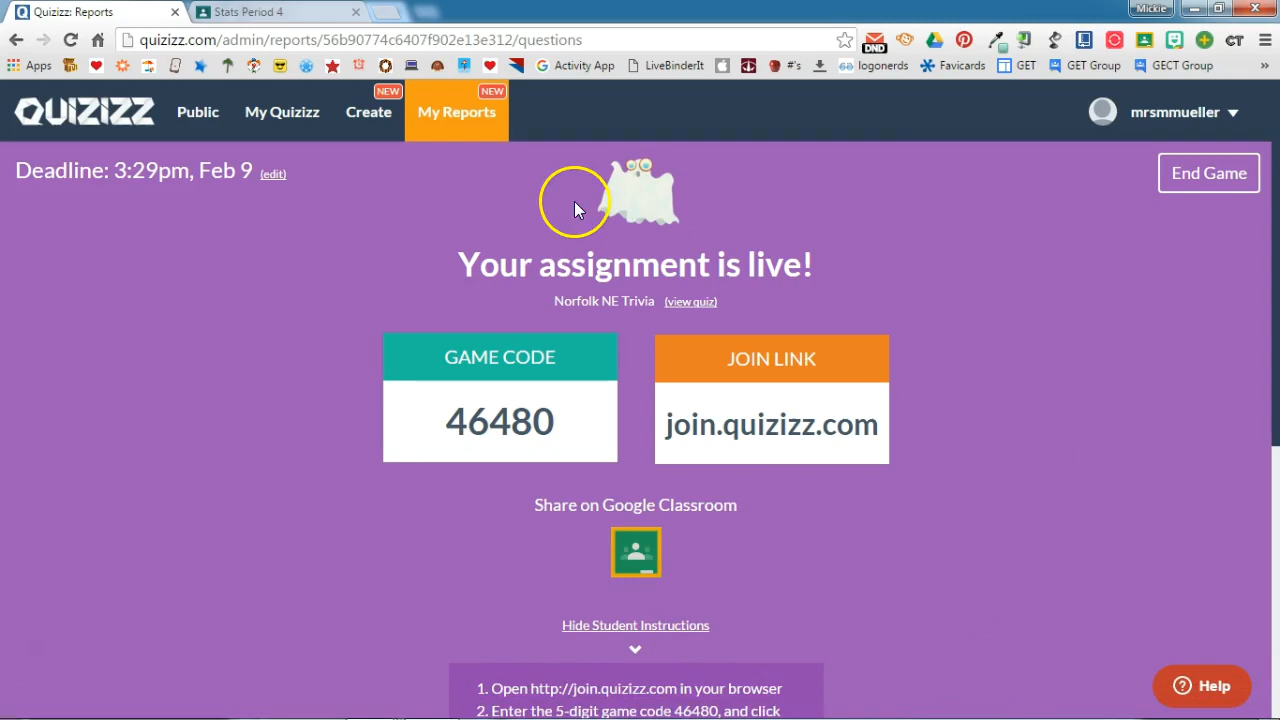 Quizizz: Reports
Stats Period 4
Mickie
quizizz.com/admin/reports/56b90774c6407f902e13e312/questions
DND
CT
Apps
Activity App
LiveBinderIt
#'s
logonerds
Favicards
GET
GET Group
GECT Group
»
QUIZIZZ
Public
My Quizizz
Create
NEW
My Reports
NEW
mrsmmueller
Deadline: 3:29pm, Feb 9 (edit)
End Game
Your assignment is live!
Norfolk NE Trivia (view quiz)
GAME CODE
46480
JOIN LINK
join.quizizz.com
Share on Google Classroom
Hide Student Instructions
1. Open http://join.quizizz.com in your browser
2. Enter the 5-digit game code 46480, and click
Help